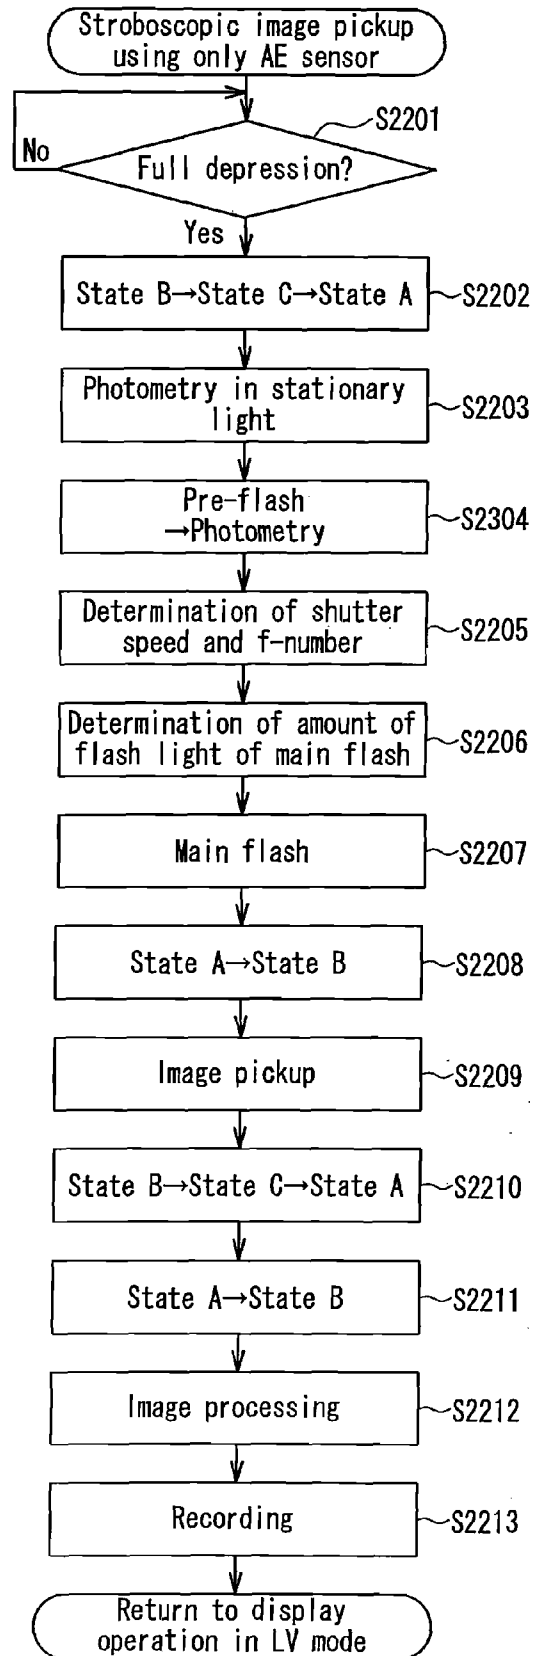 Stroboscopic image pickup
using only AE sensor
S2201
No
Full depression?
Yes
State B→State C→State A
S2202
Photometry in stationary
light
S2203
Pre-flash
→Photometry
S2304
Determination of shutter
speed and f-number
S2205
Determination of amount of
flash light of main flash
S2206
Main flash
S2207
State A→State B
S2208
Image pickup
S2209
State B→State C→State A
S2210
State A→State B
S2211
Image processing
S2212
Recording
S2213
Return to display
operation in LV mode